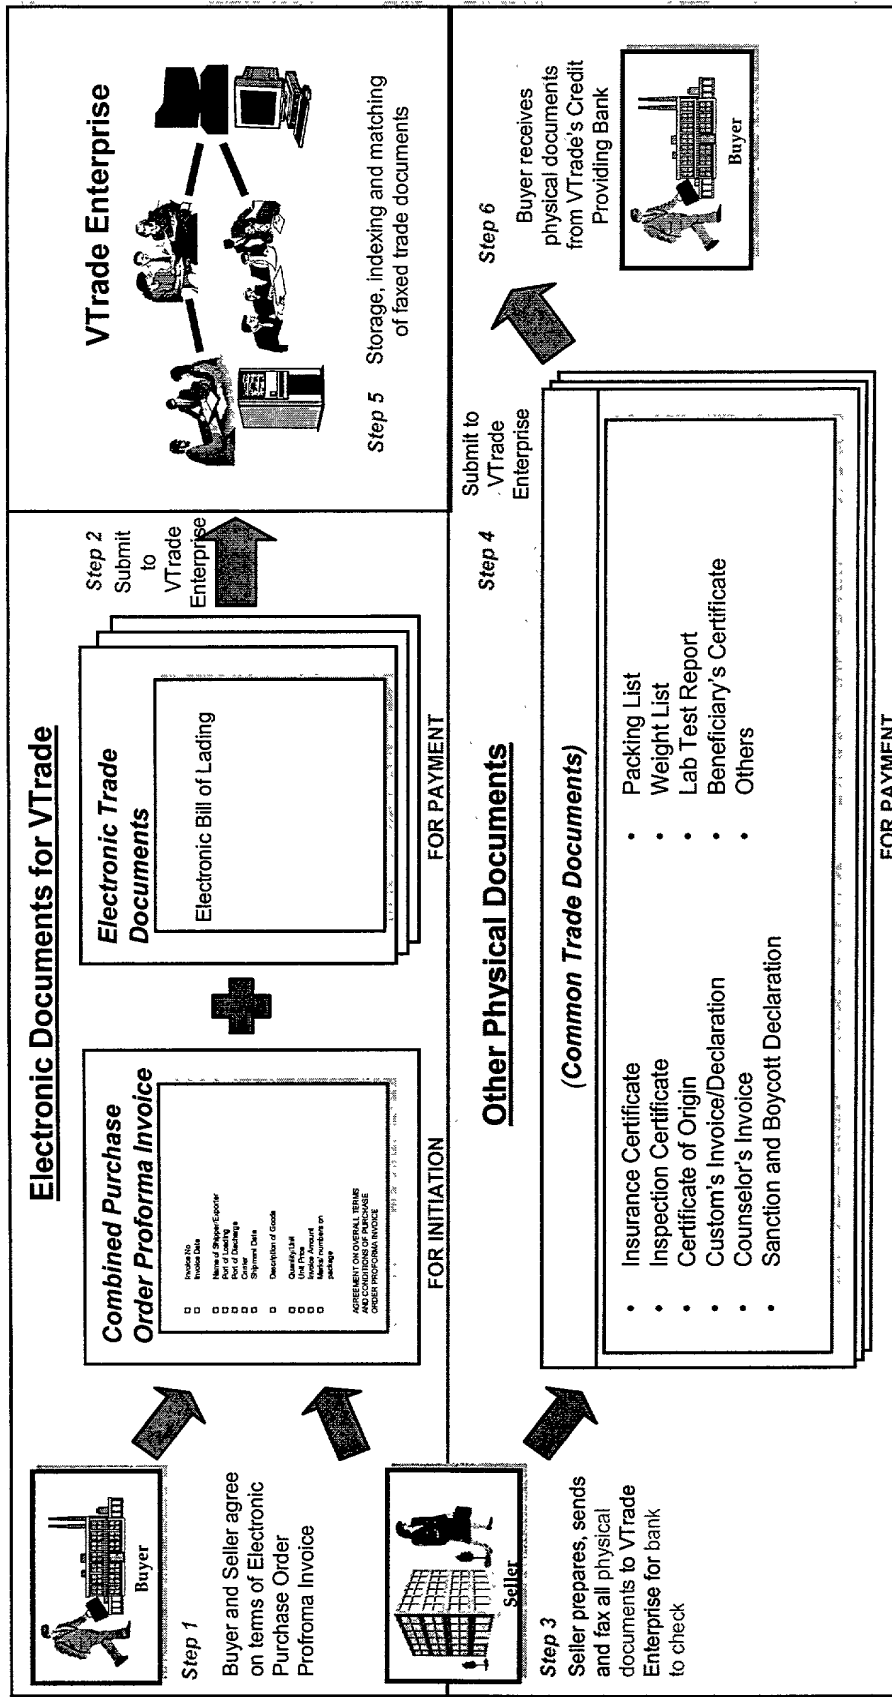 Electronic Documents for VTrade
Buyer
Step 1
Buyer and Seller agree
on terms of Electronic
Purchase Order
Profroma Invoice
Combined Purchase
Order Proforma Invoice
Invoice No
Invoice Date
Name of Shipper/Exporter
Port of Loading
Port of Discharge
Carrier
Shipment Date
Description of Goods
Quantity/Unit
Unit Price
Invoice Amount
Marks/ numbers on
package
AGREEMENT ON OVERALL TERMS
AND CONDITIONS OF PURCHASE
ORDER PROFORMA INVOICE
FOR INITIATION
Electronic Trade
Documents
Electronic Bill of Lading
FOR PAYMENT
Step 2
Submit
to
VTrade
Enterprise
VTrade Enterprise
Step 5 Storage, indexing and matching
of faxed trade documents
Other Physical Documents
Seller
Step 3
Seller prepares, sends
and fax all physical
documents to VTrade
Enterprise for bank
to check
(Common Trade Documents)
• Insurance Certificate
• Inspection Certificate
• Certificate of Origin
• Custom's Invoice/Declaration
• Counselor's Invoice
• Sanction and Boycott Declaration
• Packing List
• Weight List
• Lab Test Report
• Beneficiary's Certificate
• Others
FOR PAYMENT
Step 4
Submit to
VTrade
Enterprise
Step 6
Buyer receives
physical documents
from VTrade's Credit
Providing Bank
Buyer